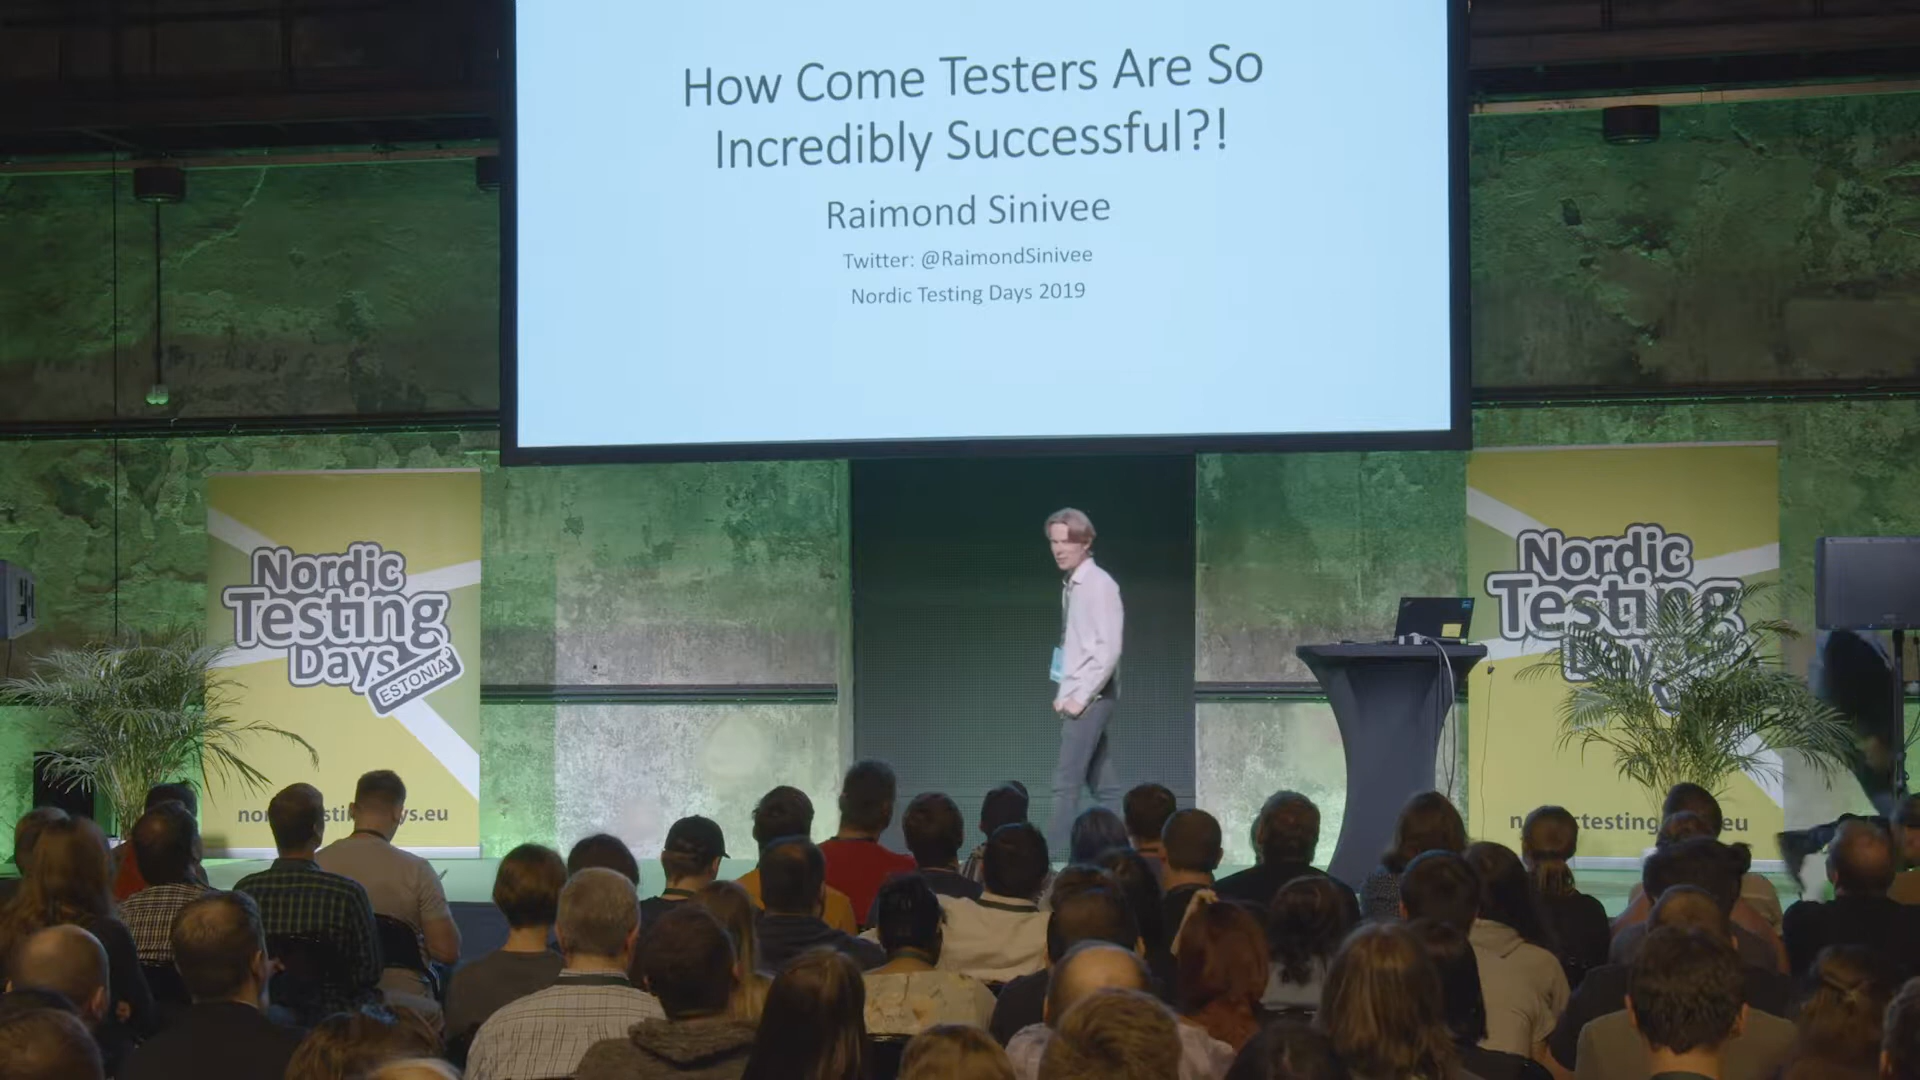 How Come Testers Are So
Incredibly Successful?!
Raimond Sinivee
Twitter: @RaimondSinivee
Nordic Testing Days 2019
Nordic
Testing
Days
ESTONIA
Nordic
Testing